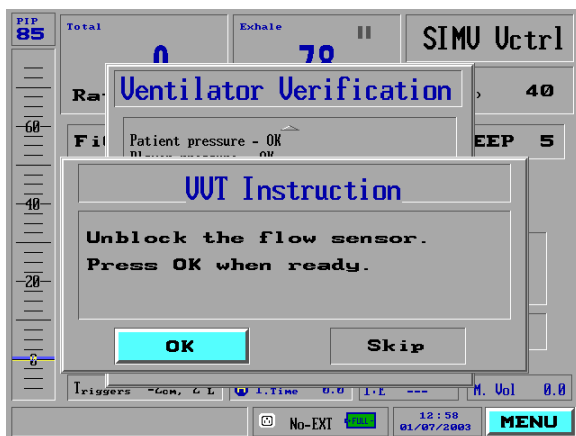 PIP
85
Total
Exhale
SIMV Vctrl
0
78
Ra
40
Ventilator Verification
60
Patient pressure - OK
Fi
EEP 5
VVT Instruction
40
Unblock the flow sensor.
Press OK when ready.
20
OK
Skip
0
Triggers
I.Time
0.0
I:E
---
M. Vol
0.0
No-EXT
FULL
12:58
01/07/2003
MENU